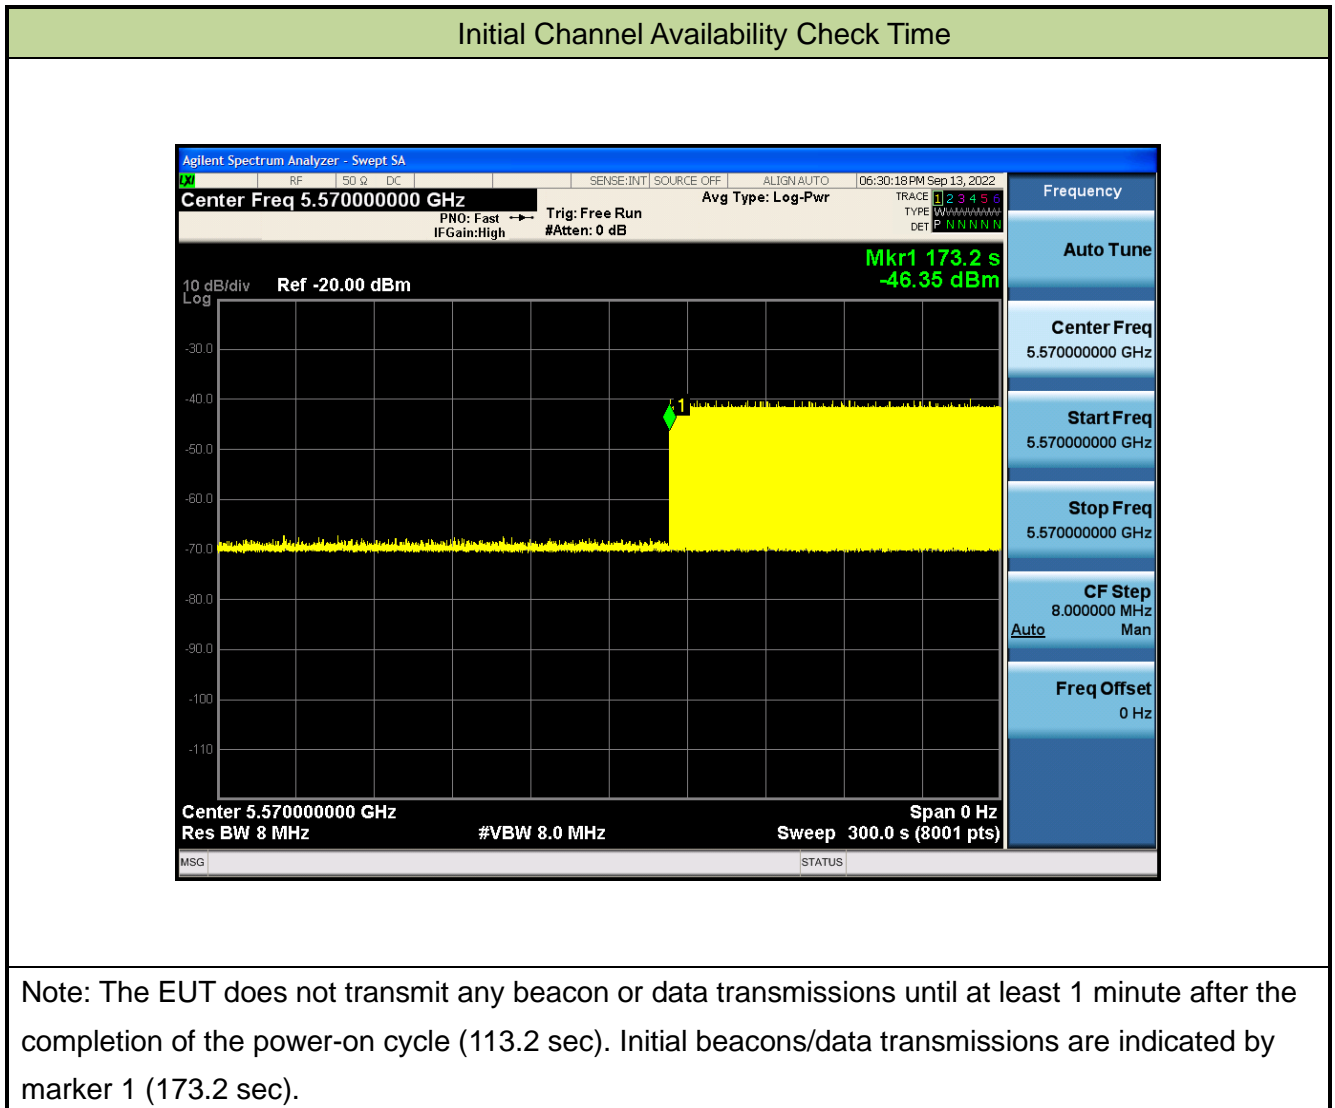 Initial Channel Availability Check Time
Agilent Spectrum Analyzer - Swept SA
LXI RF 50 Ω DC SENSE:INT SOURCE OFF ALIGN AUTO 06:30:18 PM Sep 13, 2022
Center Freq 5.570000000 GHz
PNO: Fast
IFGain:High
Trig: Free Run
#Atten: 0 dB
Avg Type: Log-Pwr
TRACE 1 2 3 4 5 6
TYPE WWWWWWW
DET P N N N N N
Mkr1 173.2 s
-46.35 dBm
10 dB/div Ref -20.00 dBm
Log
-30.0
-40.0
-50.0
-60.0
-70.0
-80.0
-90.0
-100
-110
1
Center 5.570000000 GHz Span 0 Hz
Res BW 8 MHz #VBW 8.0 MHz Sweep 300.0 s (8001 pts)
MSG STATUS
Frequency
Auto Tune
Center Freq
5.570000000 GHz
Start Freq
5.570000000 GHz
Stop Freq
5.570000000 GHz
CF Step
8.000000 MHz
Auto Man
Freq Offset
0 Hz
Note: The EUT does not transmit any beacon or data transmissions until at least 1 minute after the
completion of the power-on cycle (113.2 sec). Initial beacons/data transmissions are indicated by
marker 1 (173.2 sec).